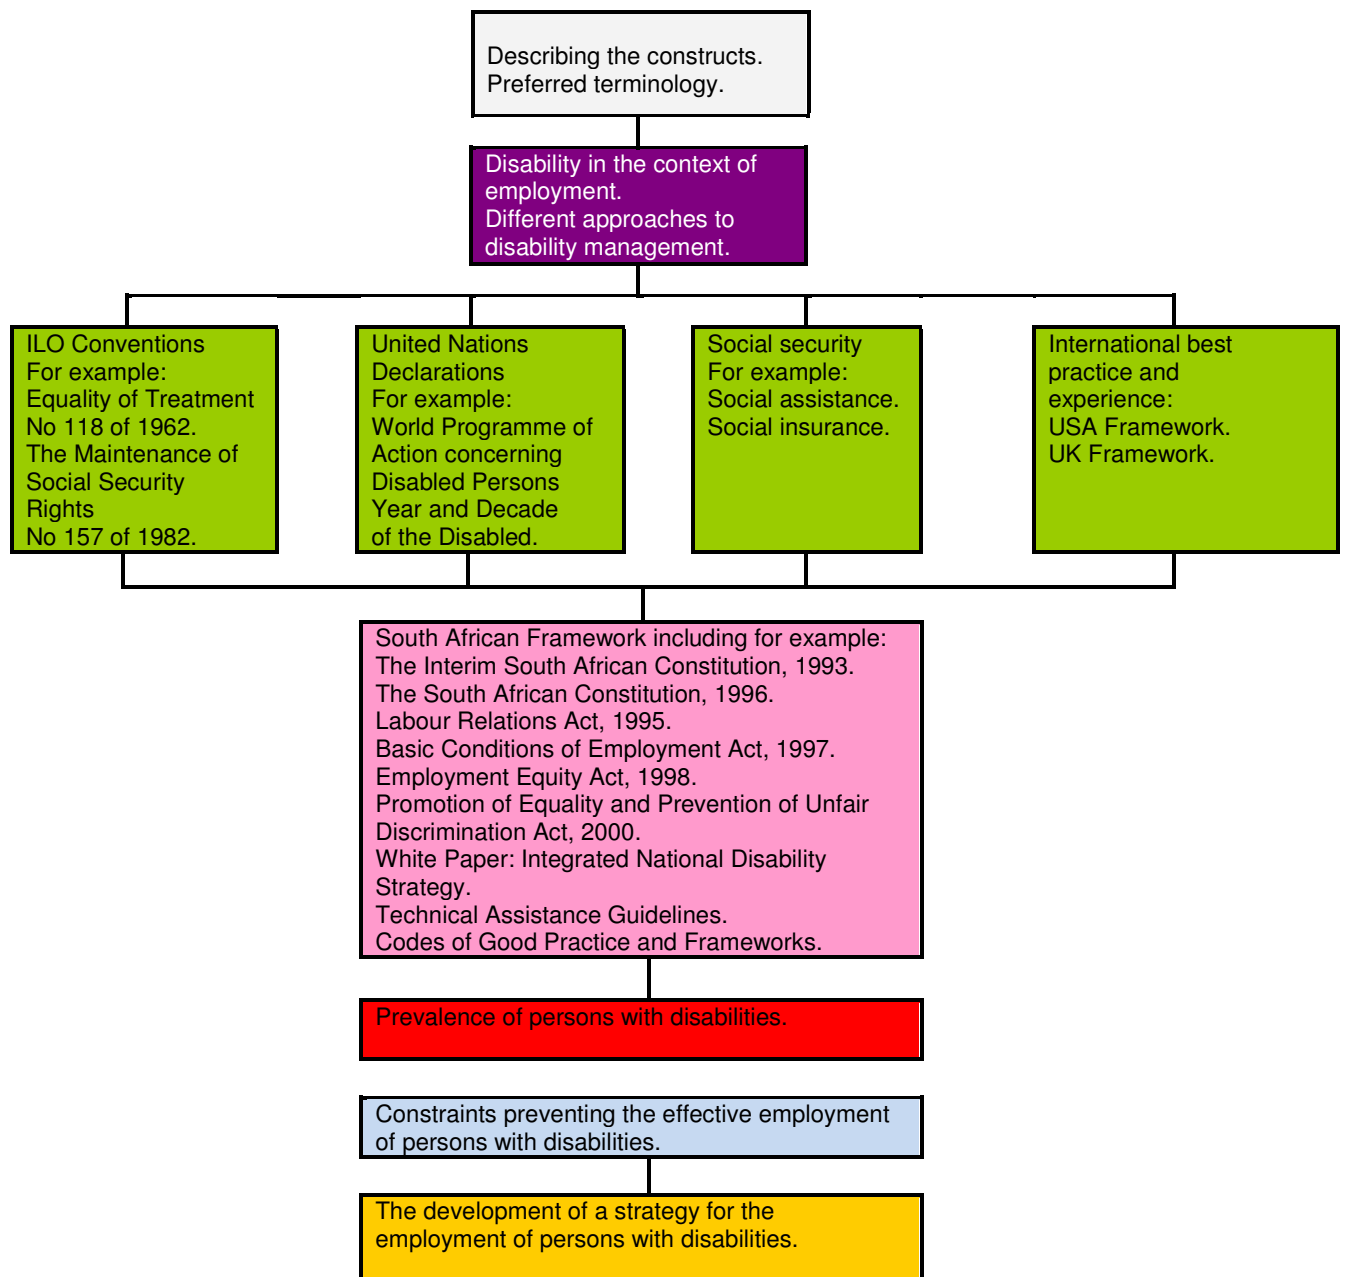 Describing the constructs.
Preferred terminology.
Disability in the context of
employment.
Different approaches to
disability management.
ILO Conventions
For example:
Equality of Treatment
No 118 of 1962.
The Maintenance of
Social Security
Rights
No 157 of 1982.
United Nations
Declarations
For example:
World Programme of
Action concerning
Disabled Persons
Year and Decade
of the Disabled.
Social security
For example:
Social assistance.
Social insurance.
International best
practice and
experience:
USA Framework.
UK Framework.
South African Framework including for example:
The Interim South African Constitution, 1993.
The South African Constitution, 1996.
Labour Relations Act, 1995.
Basic Conditions of Employment Act, 1997.
Employment Equity Act, 1998.
Promotion of Equality and Prevention of Unfair
Discrimination Act, 2000.
White Paper: Integrated National Disability
Strategy.
Technical Assistance Guidelines.
Codes of Good Practice and Frameworks.
Prevalence of persons with disabilities.
Constraints preventing the effective employment
of persons with disabilities.
The development of a strategy for the
employment of persons with disabilities.